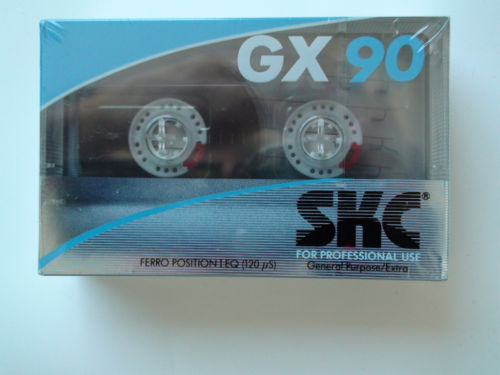 GX 90
SKC®
FOR PROFESSIONAL USE
General Purpose/Extra
FERRO POSITION I EQ (120 µS)